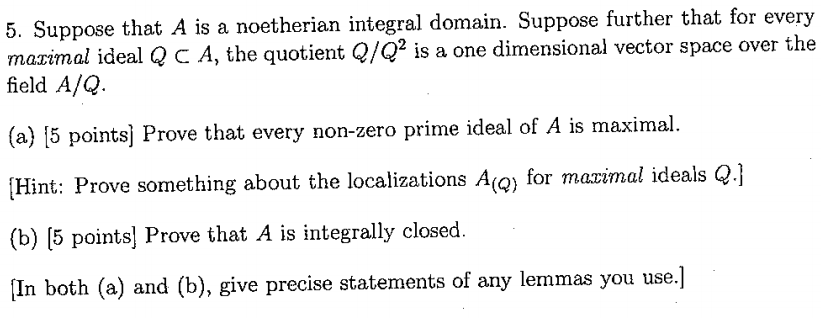 5. Suppose that A is a noetherian integral domain. Suppose further that for every
maximal ideal Q ⊂ A, the quotient Q/Q² is a one dimensional vector space over the
field A/Q.
(a) [5 points] Prove that every non-zero prime ideal of A is maximal.
[Hint: Prove something about the localizations A₍Q₎ for maximal ideals Q.]
(b) [5 points] Prove that A is integrally closed.
[In both (a) and (b), give precise statements of any lemmas you use.]